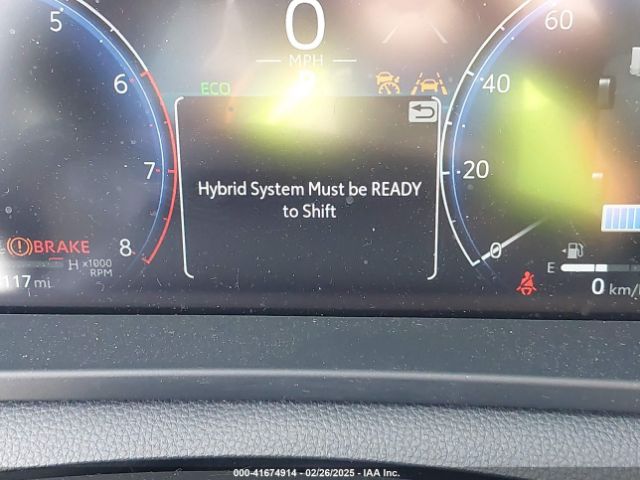 0
MPH
5
6
7
8
ECO
P
60
40
20
0
Hybrid System Must be READY
to Shift
BRAKE
H
x1000
RPM
117 mi
E
0 km/h
000-41674914 - 02/26/2025 - IAA Inc.